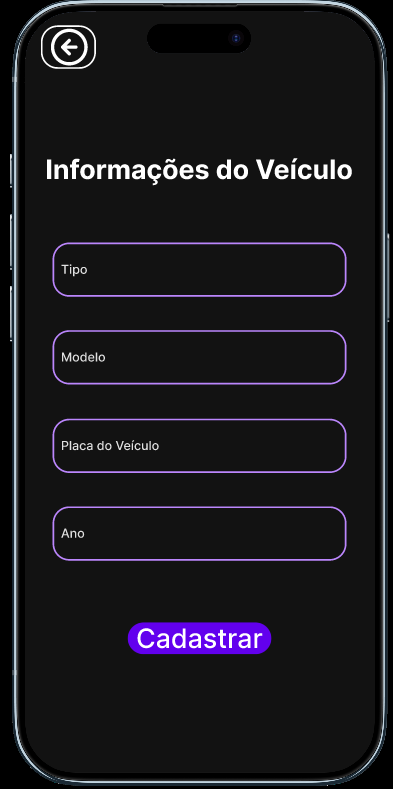 Informações do Veículo
Tipo
Modelo
Placa do Veículo
Ano
Cadastrar